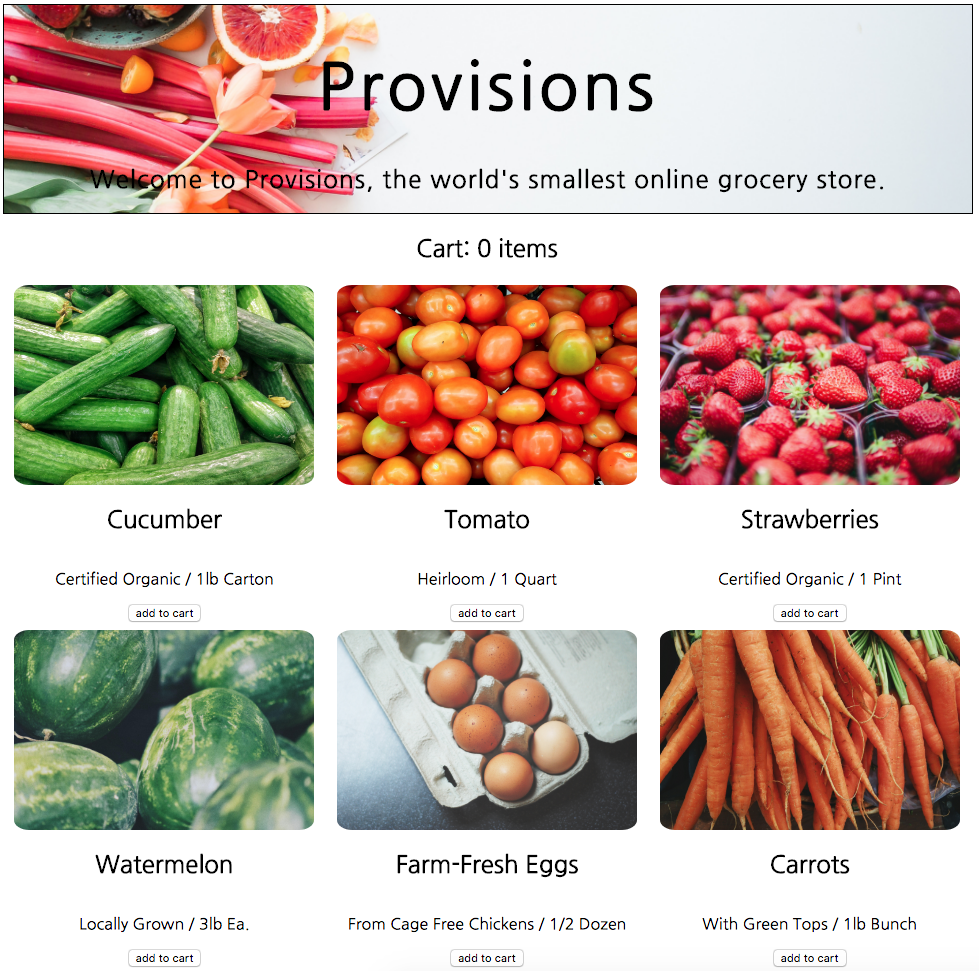 Provisions
Welcome to Provisions, the world's smallest online grocery store.
Cart: 0 items
Cucumber
Tomato
Strawberries
Certified Organic / 1lb Carton
Heirloom / 1 Quart
Certified Organic / 1 Pint
add to cart
add to cart
add to cart
Watermelon
Farm-Fresh Eggs
Carrots
Locally Grown / 3lb Ea.
From Cage Free Chickens / 1/2 Dozen
With Green Tops / 1lb Bunch
add to cart
add to cart
add to cart